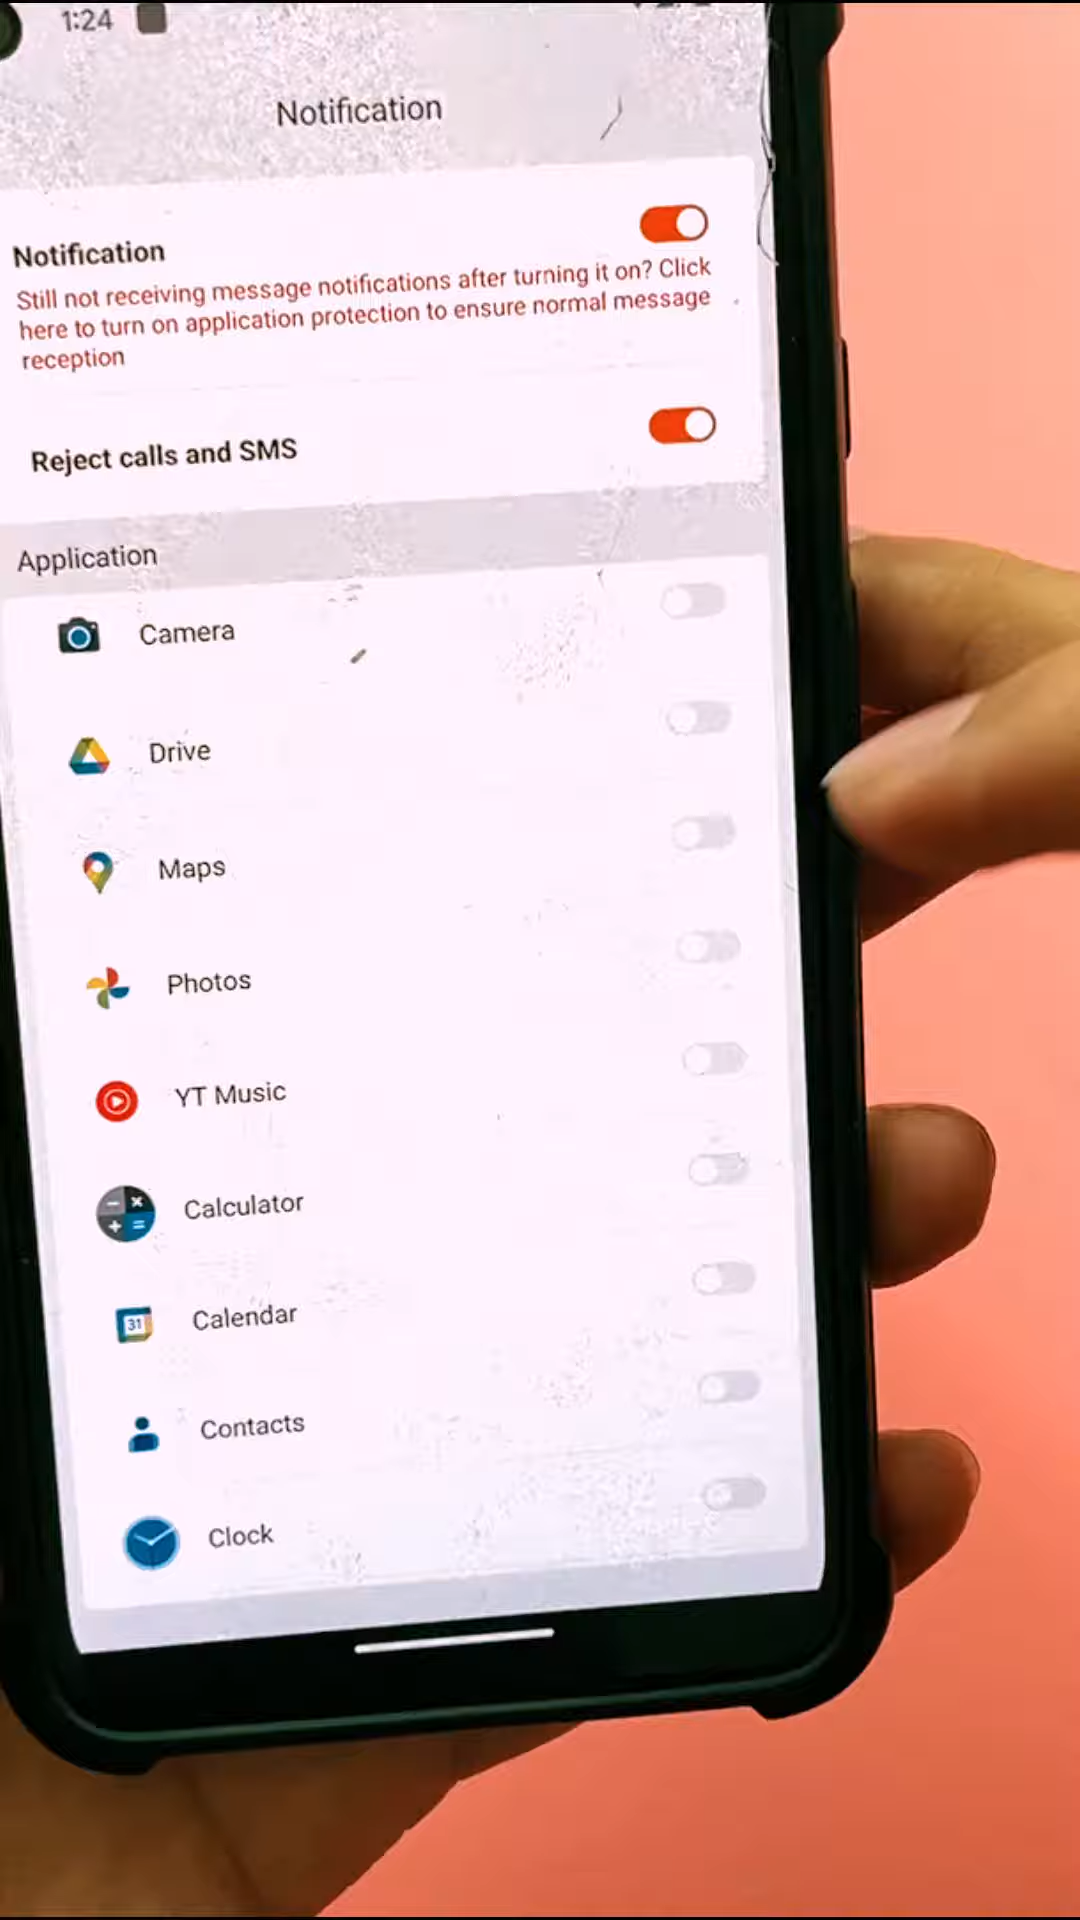 1:24
Notification
Notification
Still not receiving message notifications after turning it on? Click
here to turn on application protection to ensure normal message
reception
Reject calls and SMS
Application
Camera
Drive
Maps
Photos
YT Music
Calculator
31
Calendar
Contacts
Clock